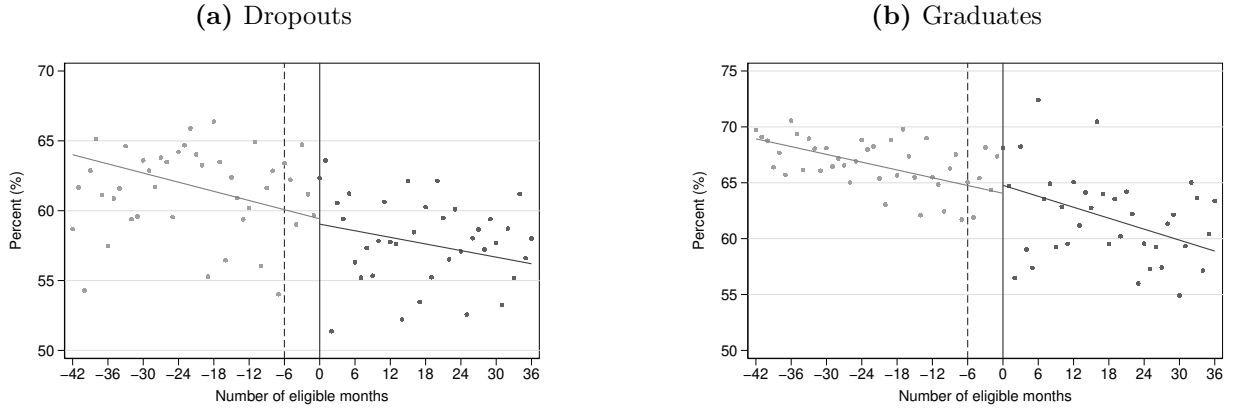 (a) Dropouts
Percent (%)
70
65
60
55
50
−42 −36 −30 −24 −18 −12 −6 0 6 12 18 24 30 36
Number of eligible months
(b) Graduates
Percent (%)
75
70
65
60
55
50
−42 −36 −30 −24 −18 −12 −6 0 6 12 18 24 30 36
Number of eligible months